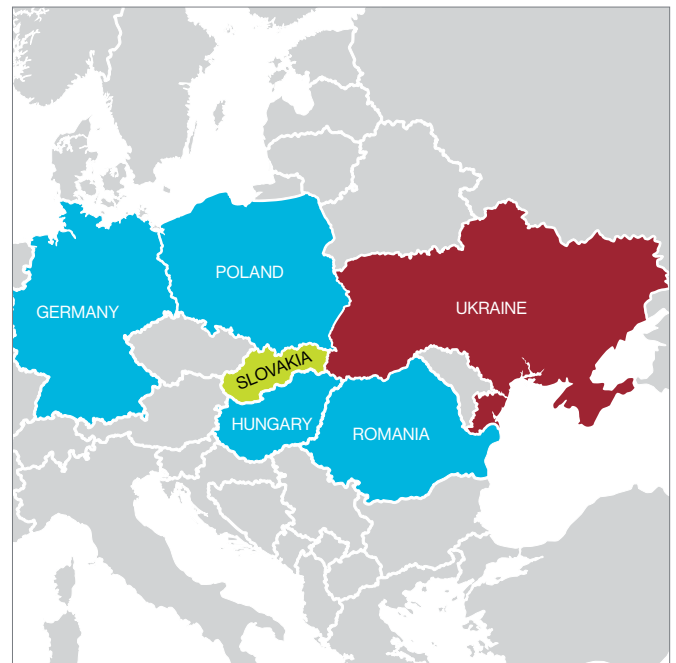 POLAND
UKRAINE
GERMANY
SLOVAKIA
HUNGARY
ROMANIA